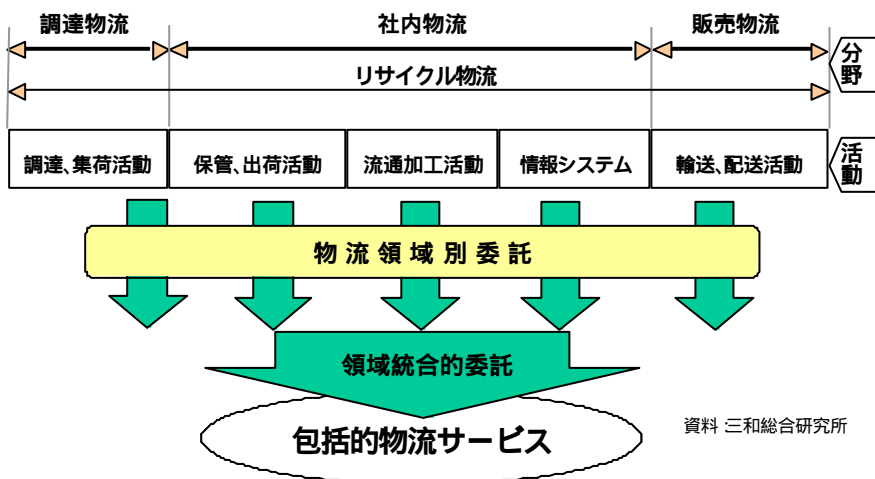 調達物流 社内物流 販売物流
リサイクル物流
分野
調達、集荷活動 保管、出荷活動 流通加工活動 情報システム 輸送、配送活動
活動
物流領域別委託
領域統合的委託
包括的物流サービス
資料:三和総合研究所